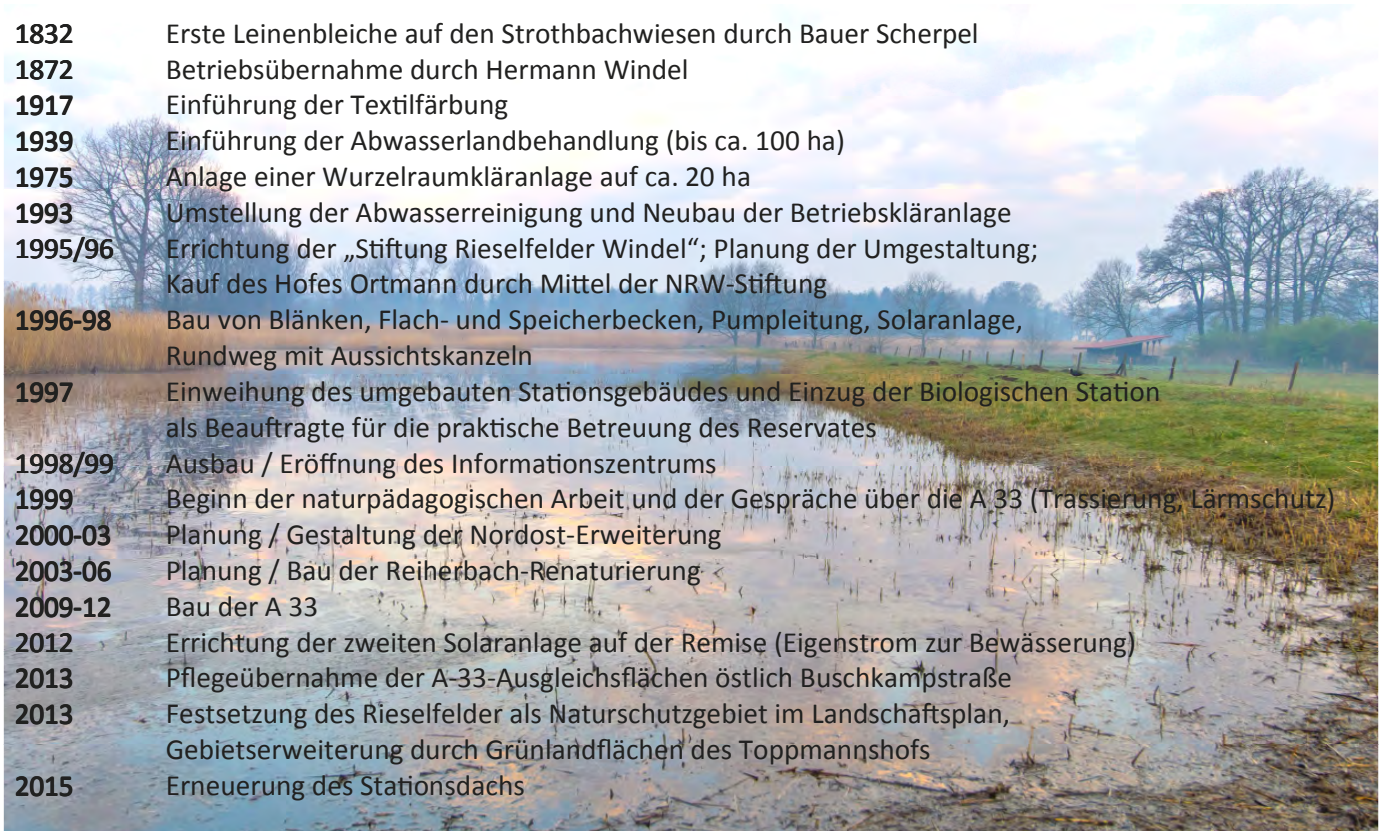 1832 Erste Leinenbleiche auf den Strothbachwiesen durch Bauer Scherpel
1872 Betriebsübernahme durch Hermann Windel
1917 Einführung der Textilfärbung
1939 Einführung der Abwasserlandbehandlung (bis ca. 100 ha)
1975 Anlage einer Wurzelraumkläranlage auf ca. 20 ha
1993 Umstellung der Abwasserreinigung und Neubau der Betriebskläranlage
1995/96 Errichtung der „Stiftung Rieselfelder Windel“; Planung der Umgestaltung;
Kauf des Hofes Ortmann durch Mittel der NRW-Stiftung
1996-98 Bau von Blänken, Flach- und Speicherbecken, Pumpleitung, Solaranlage,
Rundweg mit Aussichtskanzeln
1997 Einweihung des umgebauten Stationsgebäudes und Einzug der Biologischen Station
als Beauftragte für die praktische Betreuung des Reservates
1998/99 Ausbau / Eröffnung des Informationszentrums
1999 Beginn der naturpädagogischen Arbeit und der Gespräche über die A 33 (Trassierung, Lärmschutz)
2000-03 Planung / Gestaltung der Nordost-Erweiterung
2003-06 Planung / Bau der Reiherbach-Renaturierung
2009-12 Bau der A 33
2012 Errichtung der zweiten Solaranlage auf der Remise (Eigenstrom zur Bewässerung)
2013 Pflegeübernahme der A-33-Ausgleichsflächen östlich Buschkampstraße
2013 Festsetzung des Rieselfelder als Naturschutzgebiet im Landschaftsplan,
Gebietserweiterung durch Grünlandflächen des Toppmannshofs
2015 Erneuerung des Stationsdachs